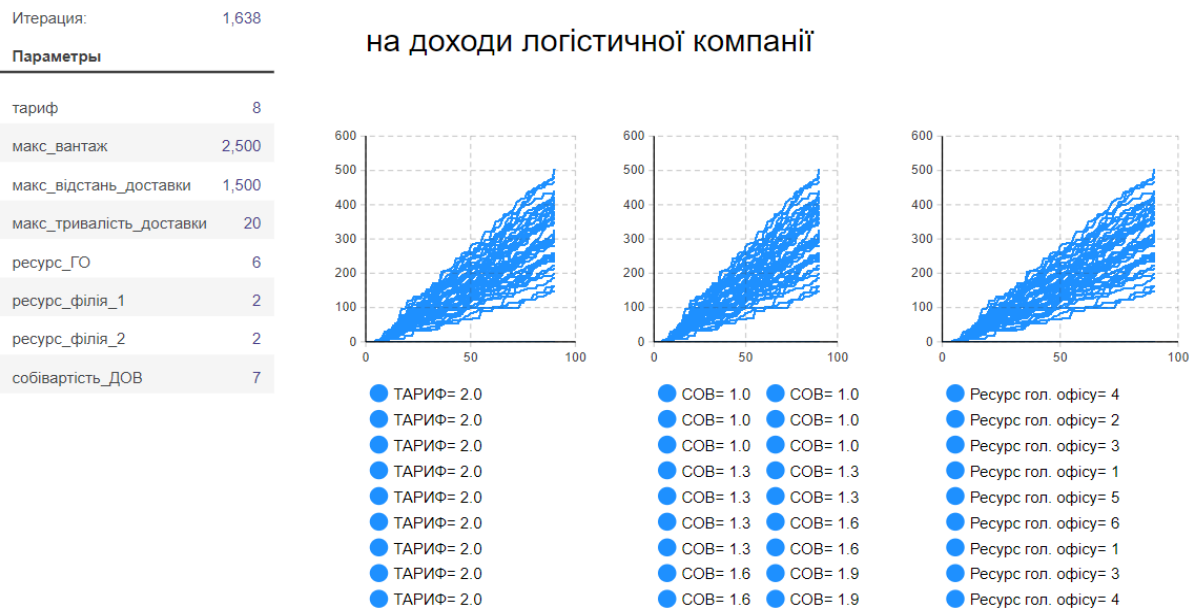 Итерация: 1,638
Параметры
тариф 8
макс_вантаж 2,500
макс_відстань_доставки 1,500
макс_тривалість_доставки 20
ресурс_ГО 6
ресурс_філія_1 2
ресурс_філія_2 2
собівартість_ДОВ 7
на доходи логістичної компанії
600
500
400
300
200
100
0
0 50 100
ТАРИФ= 2.0
ТАРИФ= 2.0
ТАРИФ= 2.0
ТАРИФ= 2.0
ТАРИФ= 2.0
ТАРИФ= 2.0
ТАРИФ= 2.0
ТАРИФ= 2.0
ТАРИФ= 2.0
600
500
400
300
200
100
0
0 50 100
СОВ= 1.0 СОВ= 1.0
СОВ= 1.0 СОВ= 1.0
СОВ= 1.0 СОВ= 1.0
СОВ= 1.3 СОВ= 1.3
СОВ= 1.3 СОВ= 1.3
СОВ= 1.3 СОВ= 1.6
СОВ= 1.3 СОВ= 1.6
СОВ= 1.6 СОВ= 1.9
СОВ= 1.6 СОВ= 1.9
600
500
400
300
200
100
0
0 50 100
Ресурс гол. офісу= 4
Ресурс гол. офісу= 2
Ресурс гол. офісу= 3
Ресурс гол. офісу= 1
Ресурс гол. офісу= 5
Ресурс гол. офісу= 6
Ресурс гол. офісу= 1
Ресурс гол. офісу= 3
Ресурс гол. офісу= 4